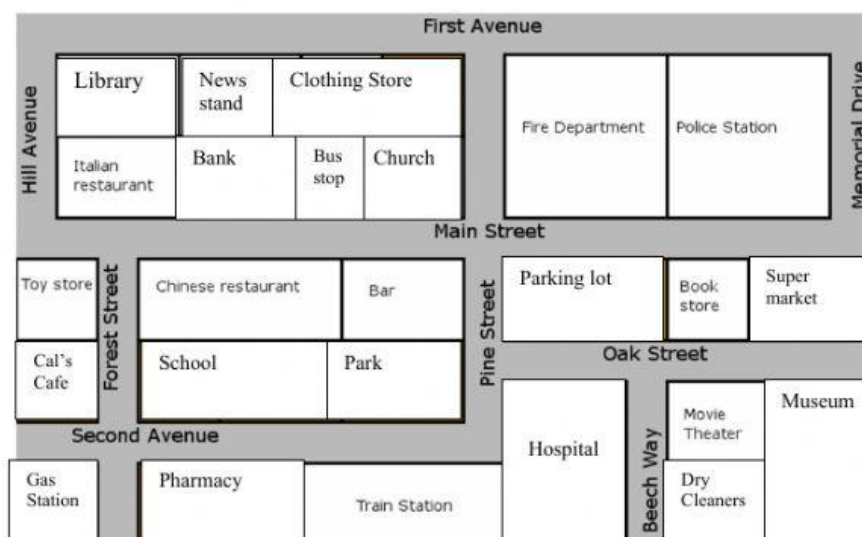 First Avenue
Hill Avenue
Memorial Drive
Library
News
stand
Clothing Store
Fire Department
Police Station
Italian
restaurant
Bank
Bus
stop
Church
Main Street
Toy store
Forest Street
Chinese restaurant
Bar
Pine Street
Parking lot
Book
store
Super
market
Oak Street
Cal's
Cafe
School
Park
Second Avenue
Hospital
Beech Way
Movie
Theater
Museum
Gas
Station
Pharmacy
Train Station
Dry
Cleaners